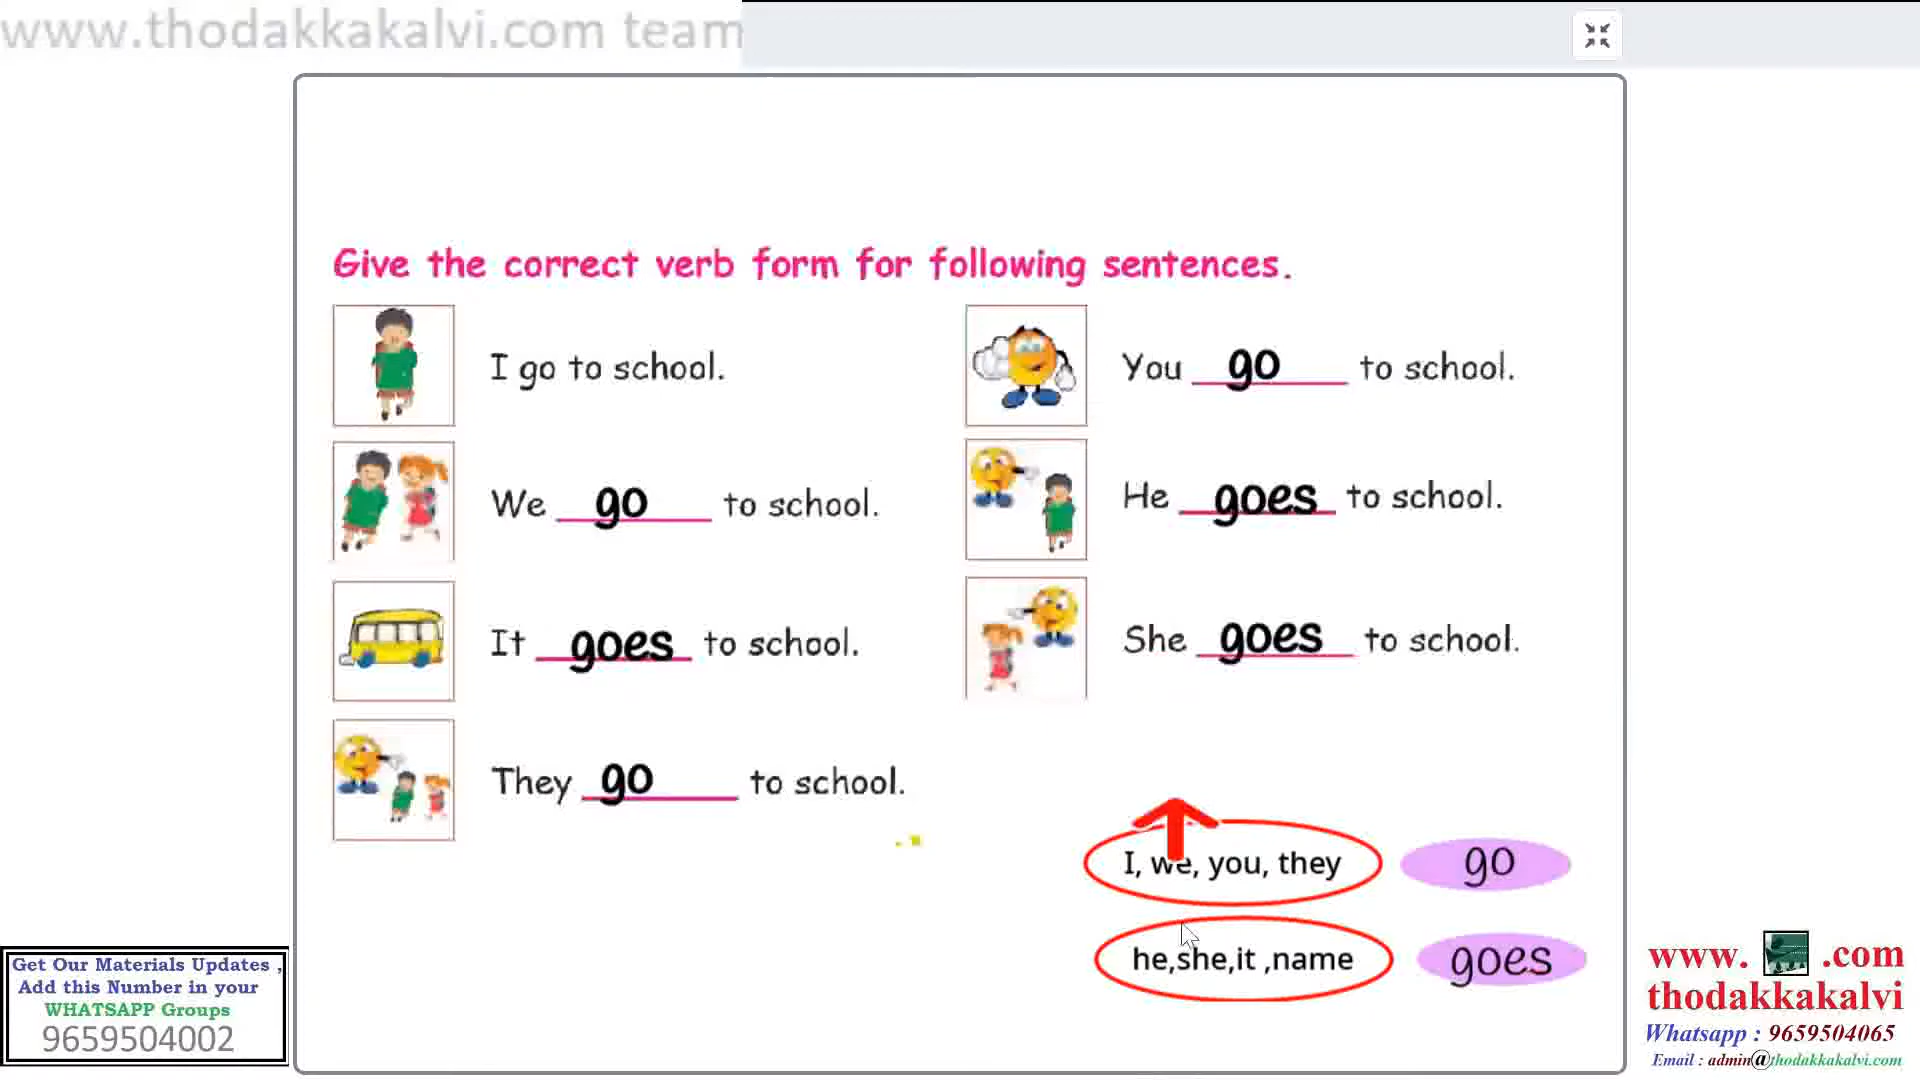 www.thodakkakalvi.com team
Give the correct verb form for following sentences.
I go to school.
You go to school.
We go to school.
He goes to school.
It goes to school.
She goes to school.
They go to school.
I, we, you, they
go
he,she,it ,name
goes
Get Our Materials Updates ,
Add this Number in your
WHATSAPP Groups
9659504002
www. .com
thodakkakalvi
Whatsapp : 9659504065
Email : admin@thodakkakalvi.com